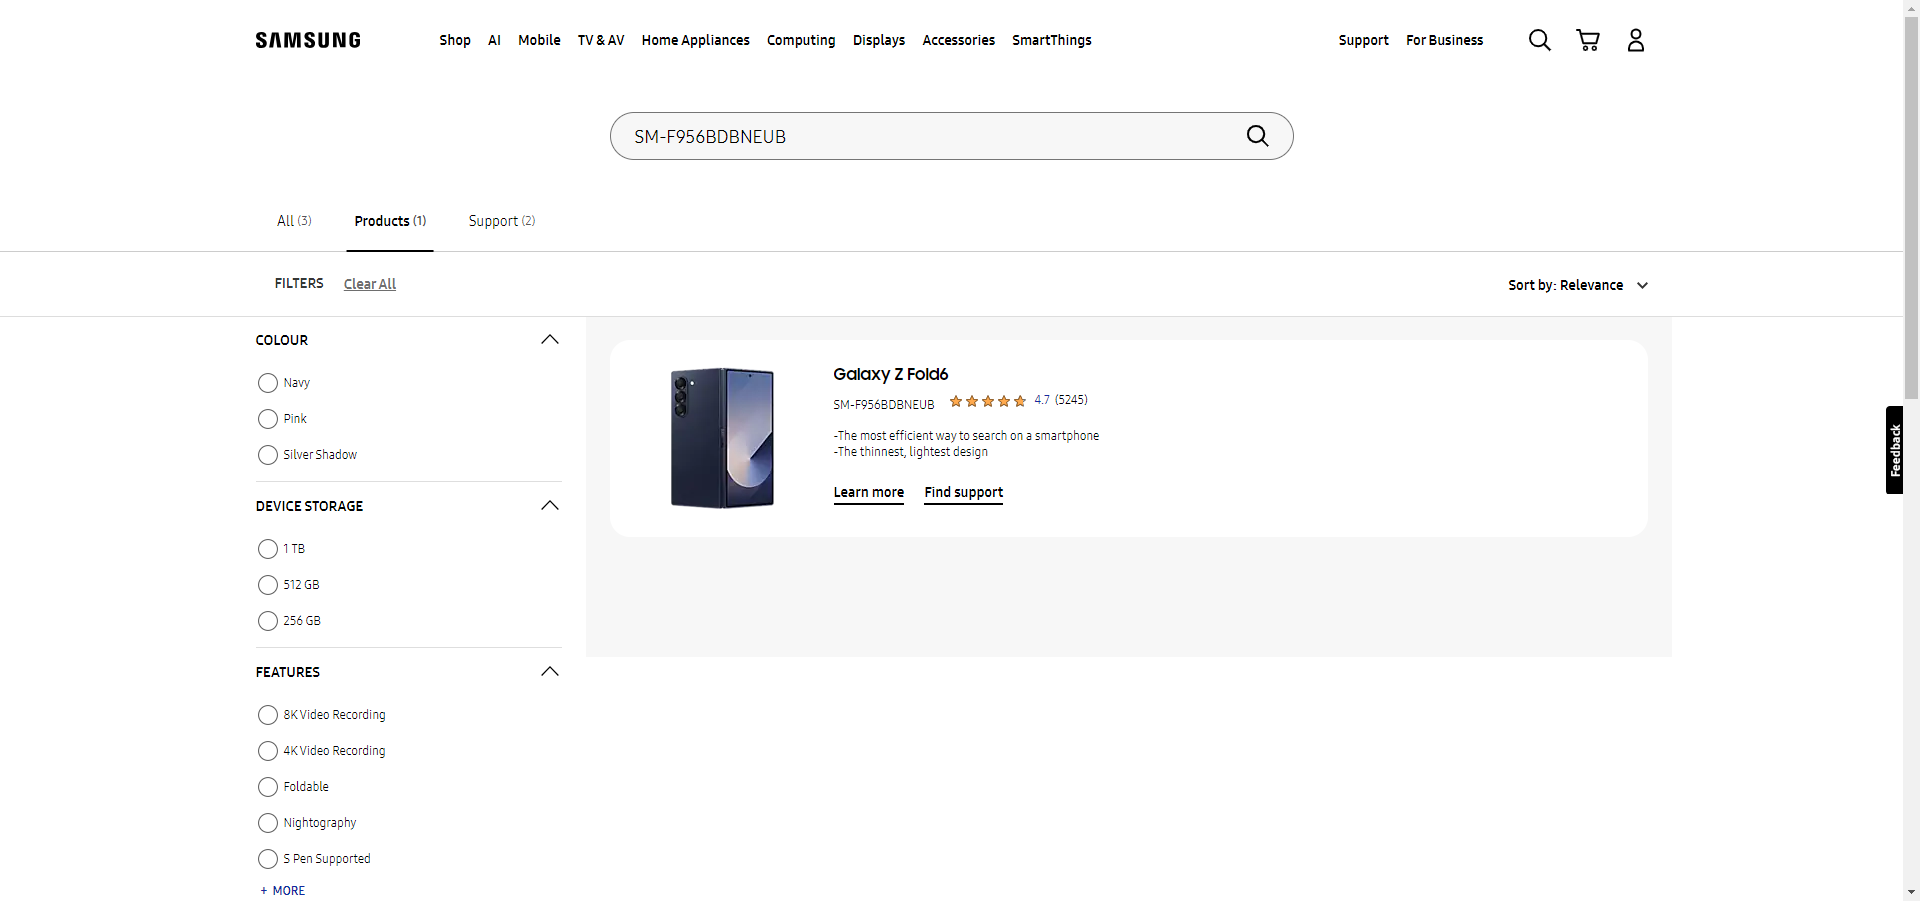 SAMSUNG
Shop AI Mobile TV & AV Home Appliances Computing Displays Accessories SmartThings Support For Business
SM-F956BDBNEUB
All (3) Products (1) Support (2)
FILTERS Clear All Sort by: Relevance
COLOUR
Navy
Pink
Silver Shadow
DEVICE STORAGE
1 TB
512 GB
256 GB
FEATURES
8K Video Recording
4K Video Recording
Foldable
Nightography
S Pen Supported
+ MORE
Galaxy Z Fold6
SM-F956BDBNEUB 4.7 (5245)
-The most efficient way to search on a smartphone
-The thinnest, lightest design
Learn more Find support
Feedback